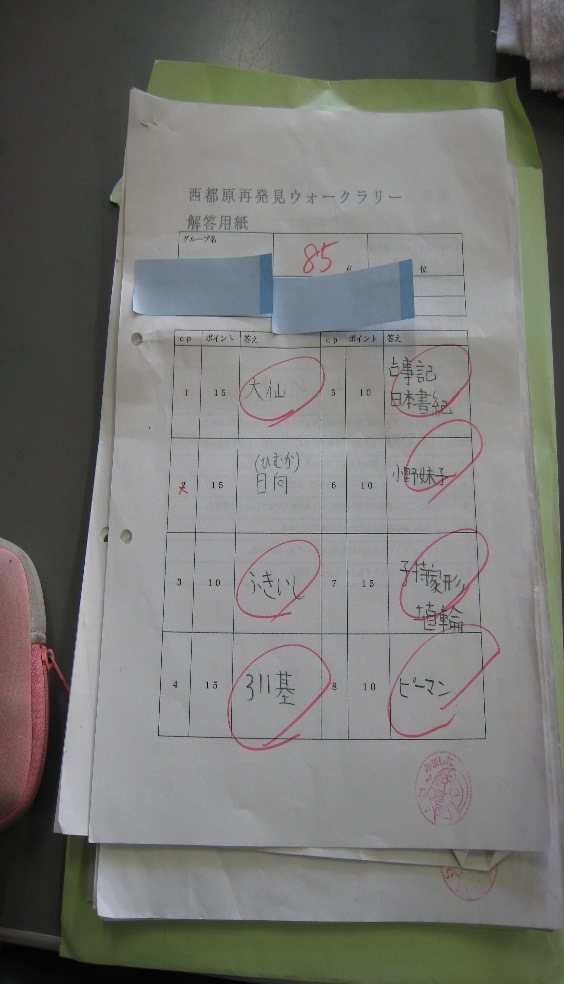 西都原再発見ウォークラリー
解答用紙
グループ名
85 点 位
cp ポイント 答え cp ポイント 答え
1 15 大仙 5 10 古事記
日本書紀
2 15 (ひむか)
日向 6 10 小野妹子
3 10 ふきいし 7 15 子持家形
埴輪
4 15 311基 8 10 ピーマン